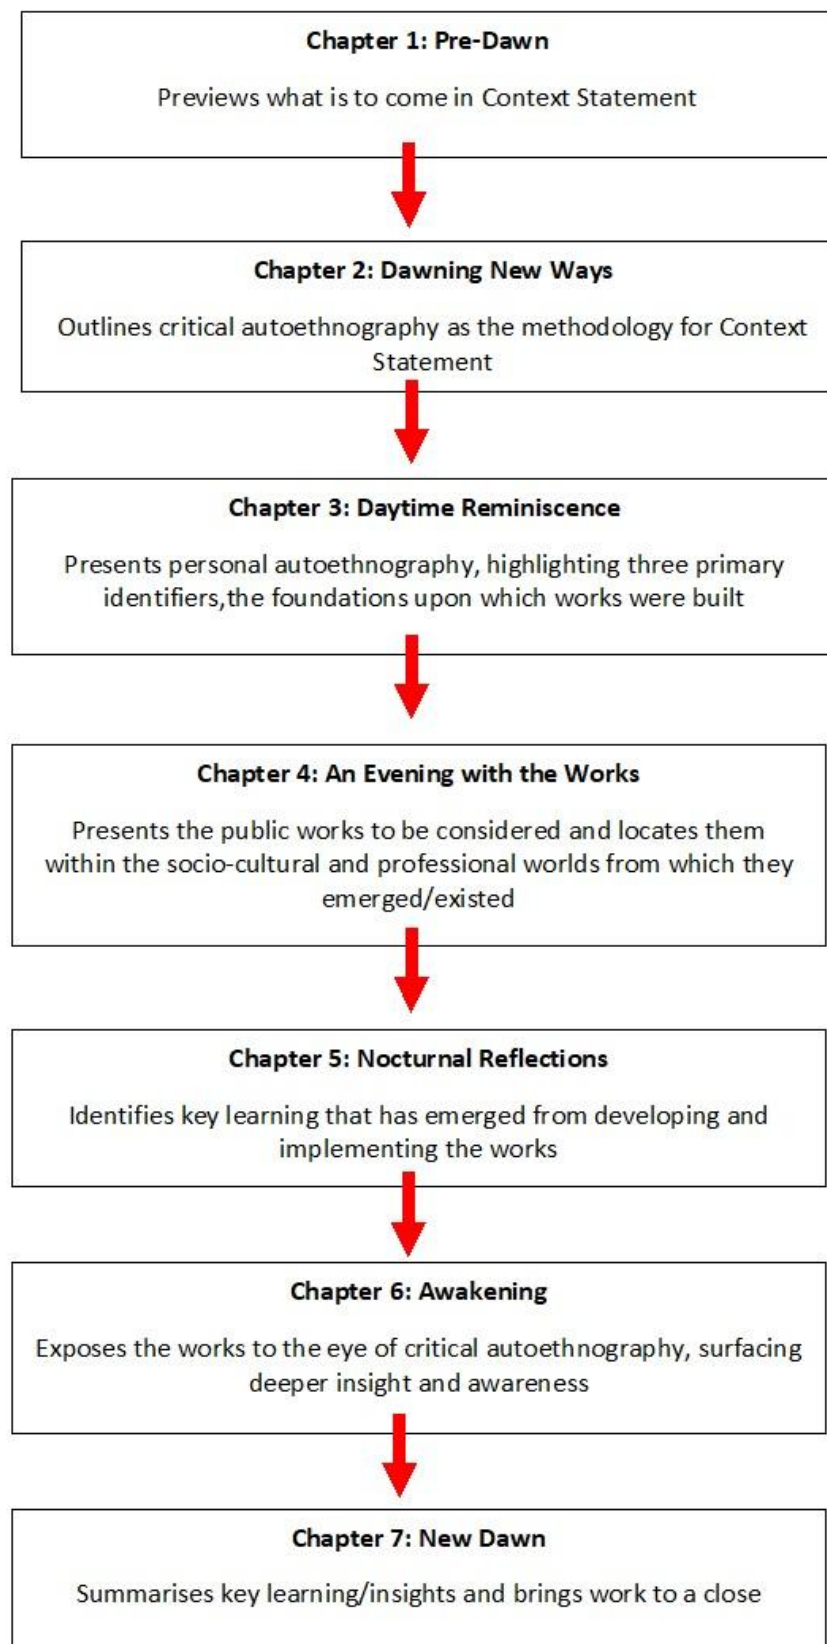 Chapter 1: Pre-Dawn
Previews what is to come in Context Statement
Chapter 2: Dawning New Ways
Outlines critical autoethnography as the methodology for Context
Statement
Chapter 3: Daytime Reminiscence
Presents personal autoethnography, highlighting three primary
identifiers,the foundations upon which works were built
Chapter 4: An Evening with the Works
Presents the public works to be considered and locates them
within the socio-cultural and professional worlds from which they
emerged/existed
Chapter 5: Nocturnal Reflections
Identifies key learning that has emerged from developing and
implementing the works
Chapter 6: Awakening
Exposes the works to the eye of critical autoethnography, surfacing
deeper insight and awareness
Chapter 7: New Dawn
Summarises key learning/insights and brings work to a close